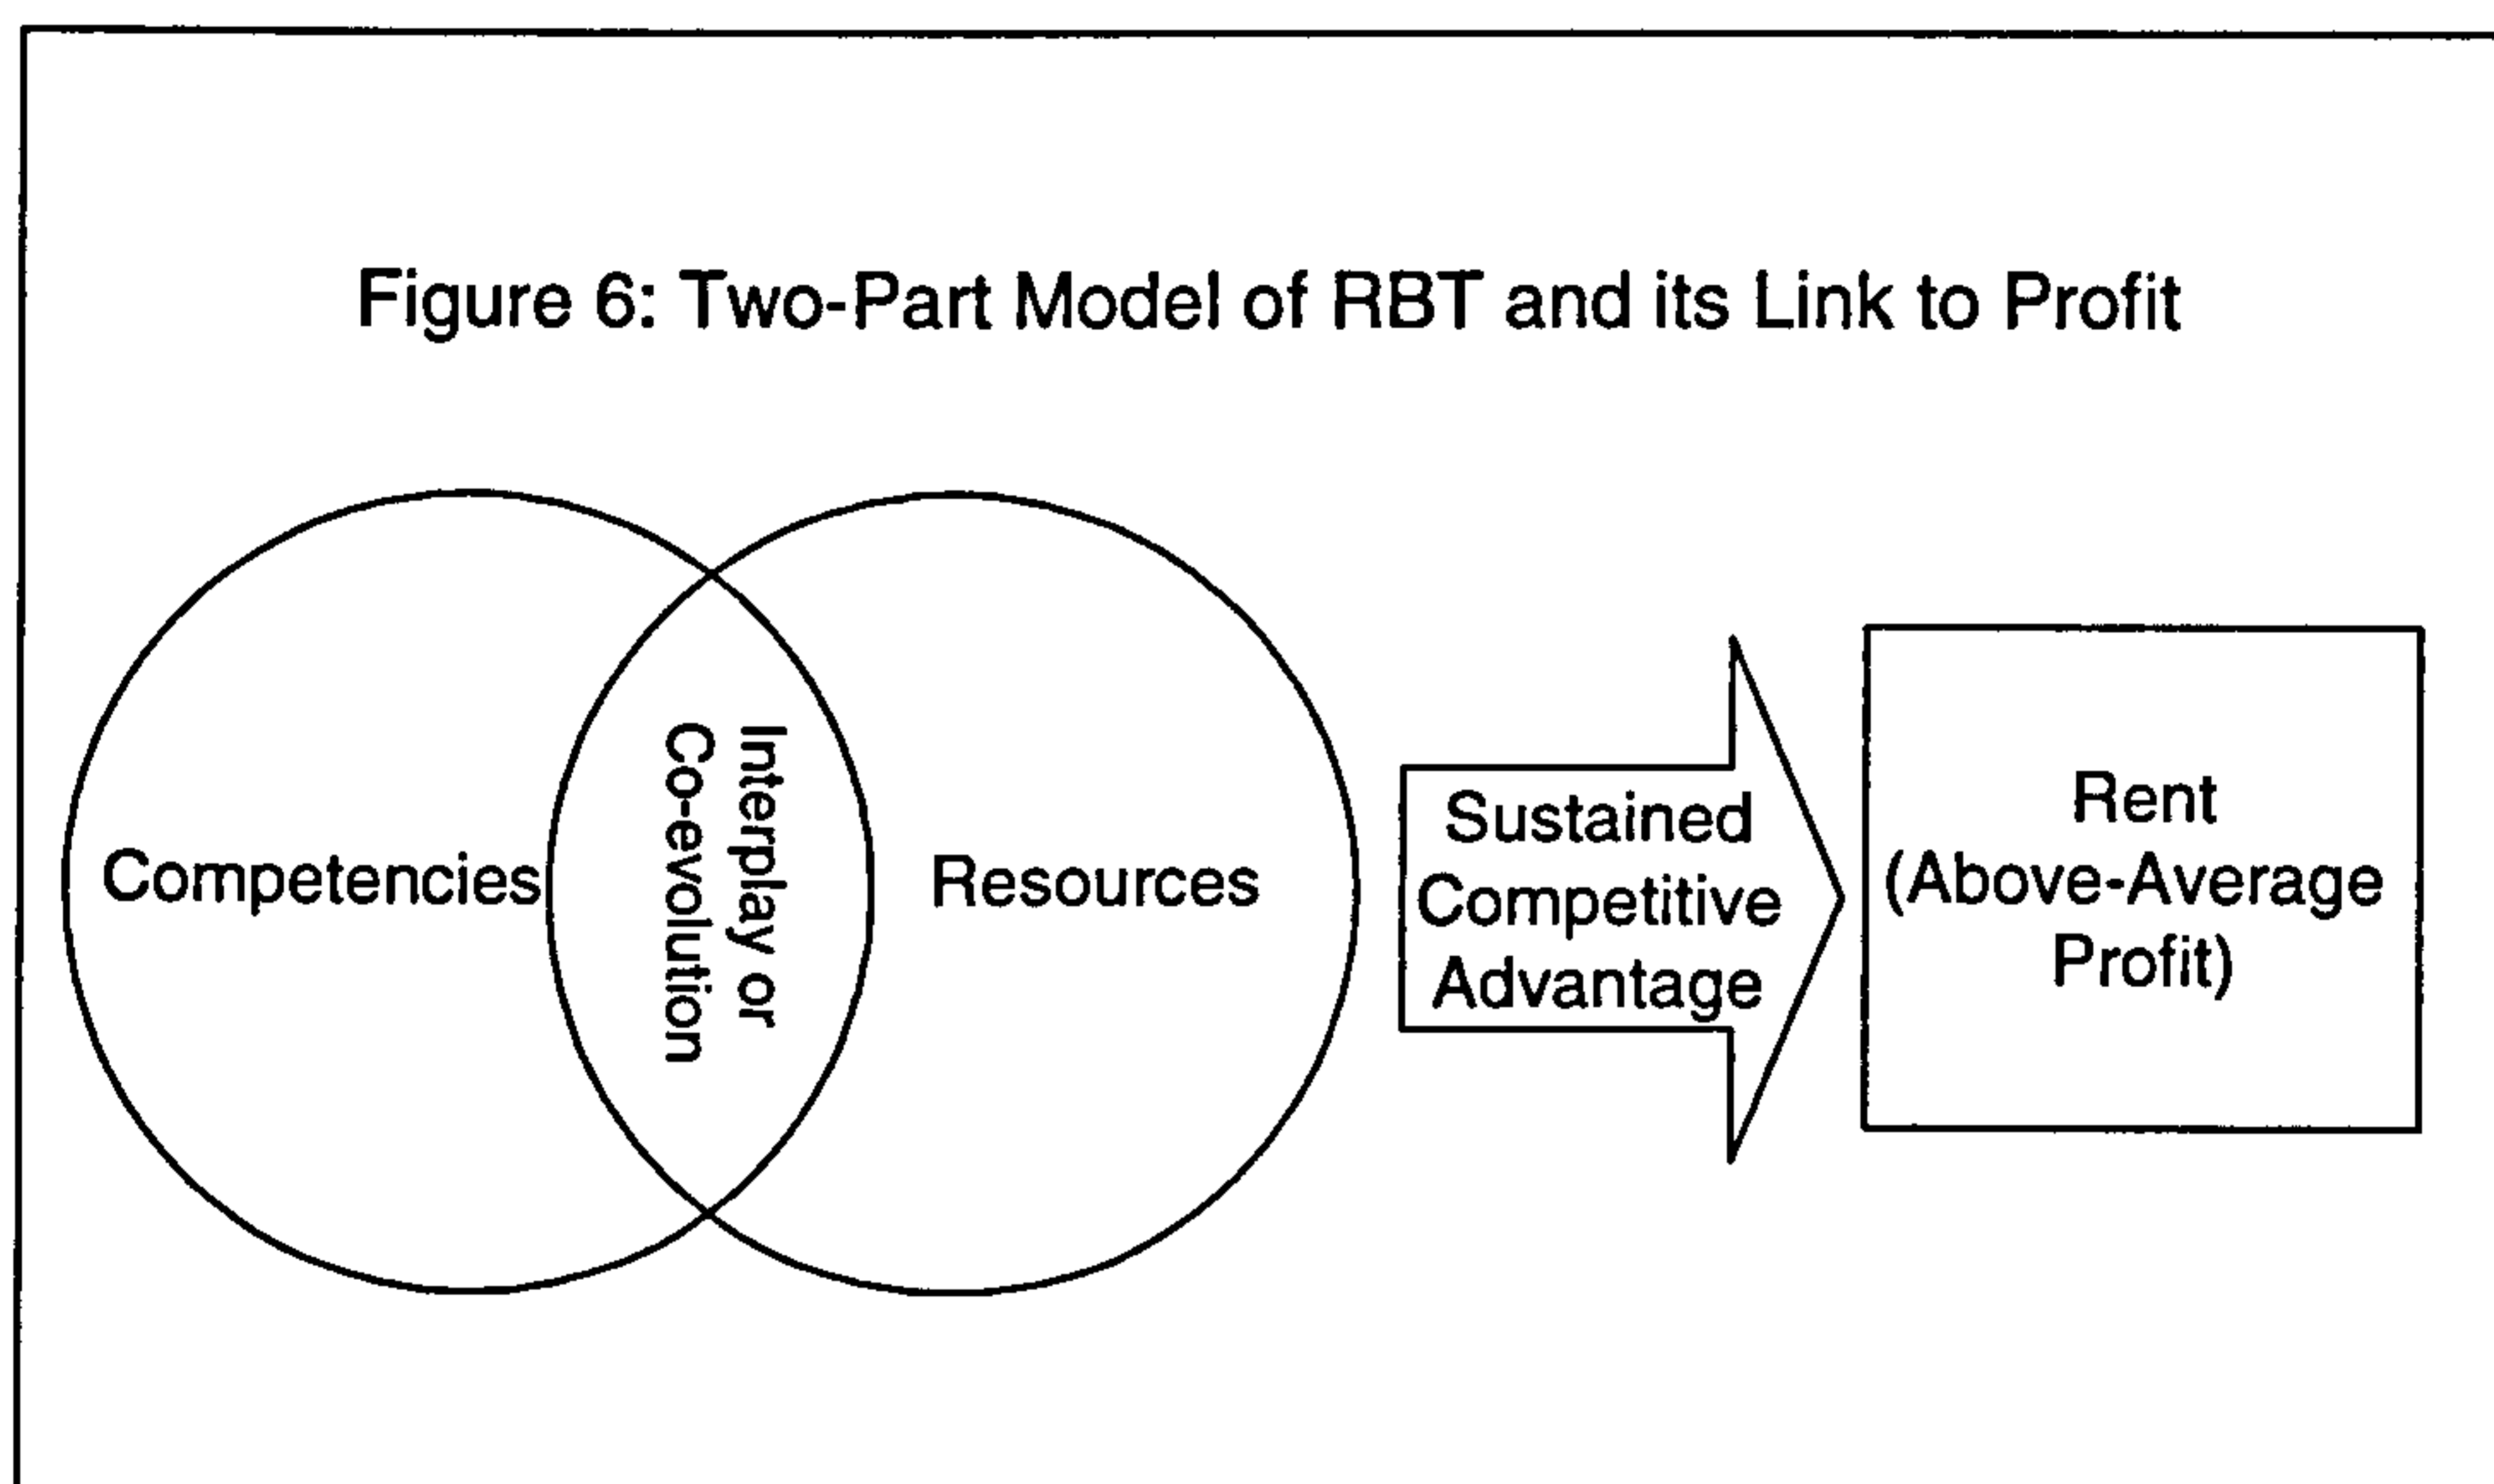 Figure 6: Two-Part Model of RBT and its Link to Profit
Competencies
Interplay or
Co-evolution
Resources
Sustained
Competitive
Advantage
Rent
(Above-Average
Profit)